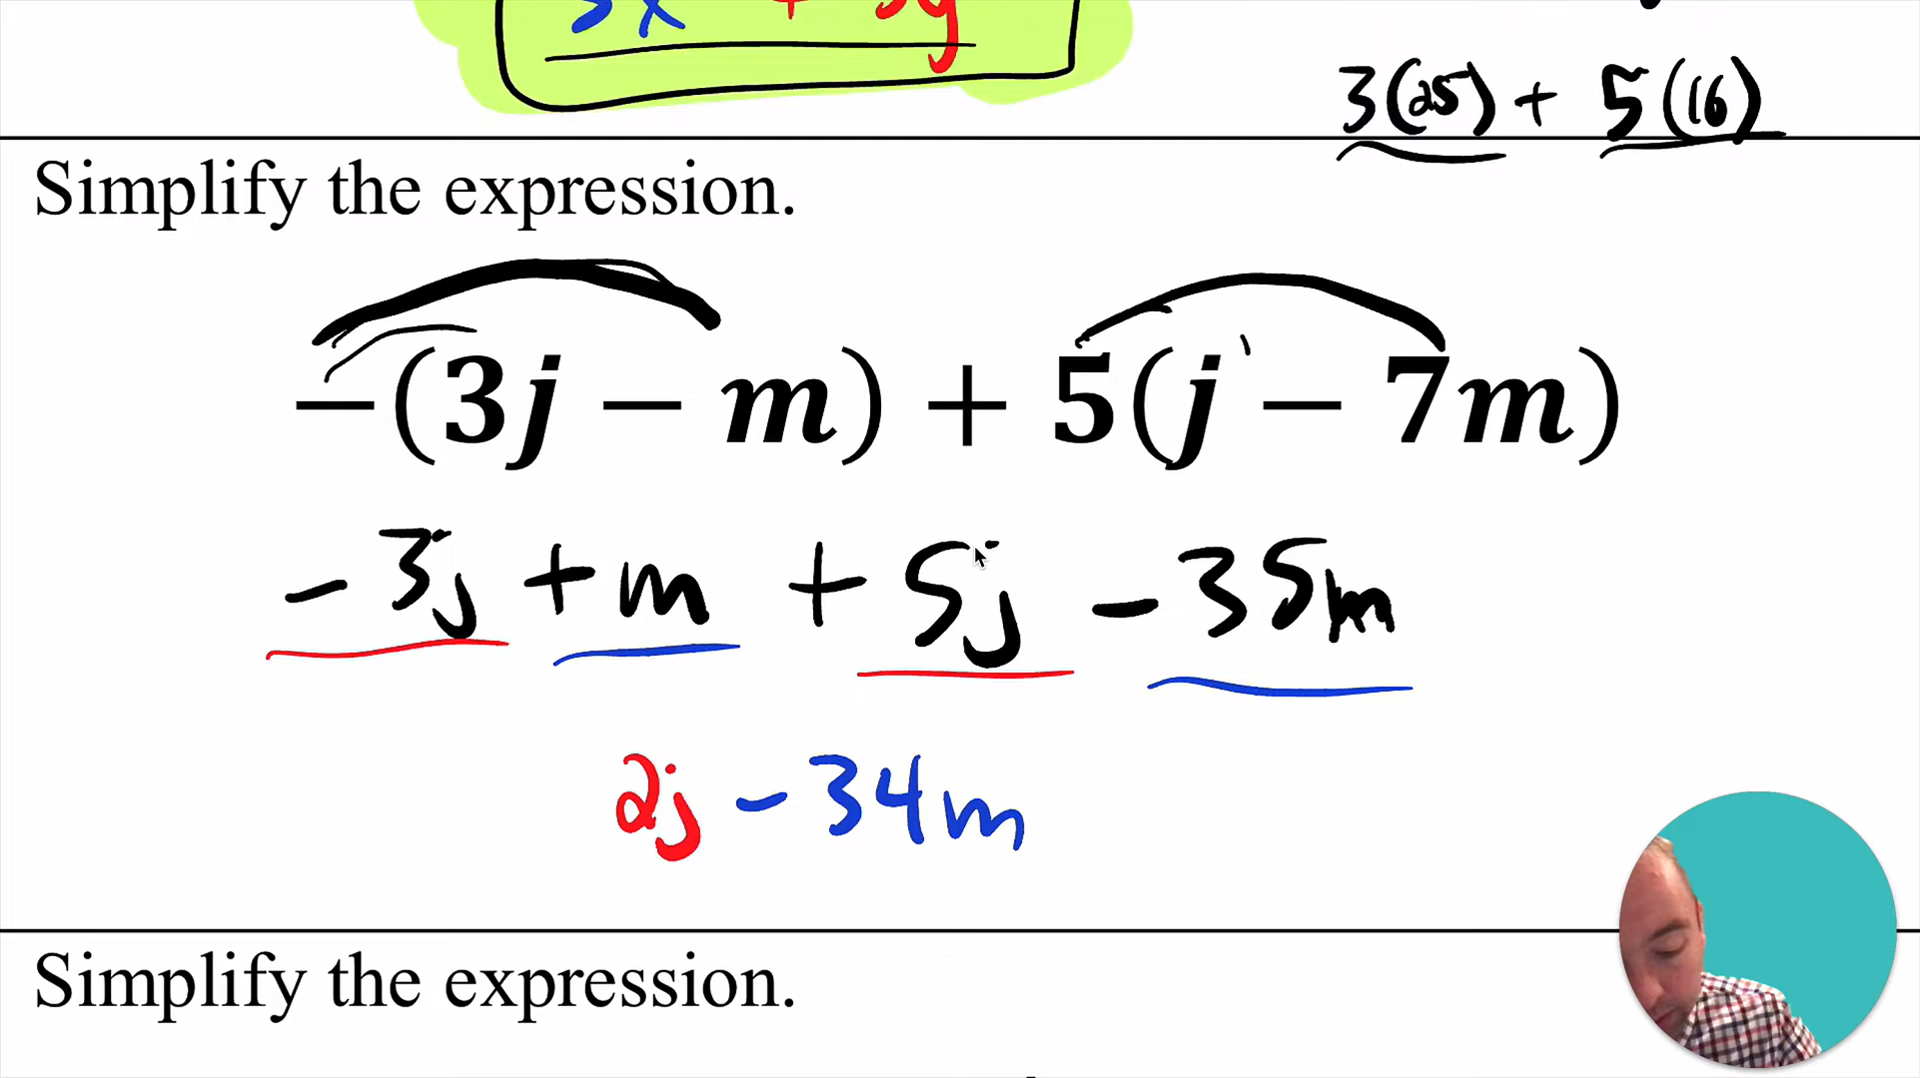 3(25) + 5(16)
Simplify the expression.
−(3j − m) + 5(j − 7m)
- 3j + m + 5j - 35m
2j - 34m
Simplify the expression.